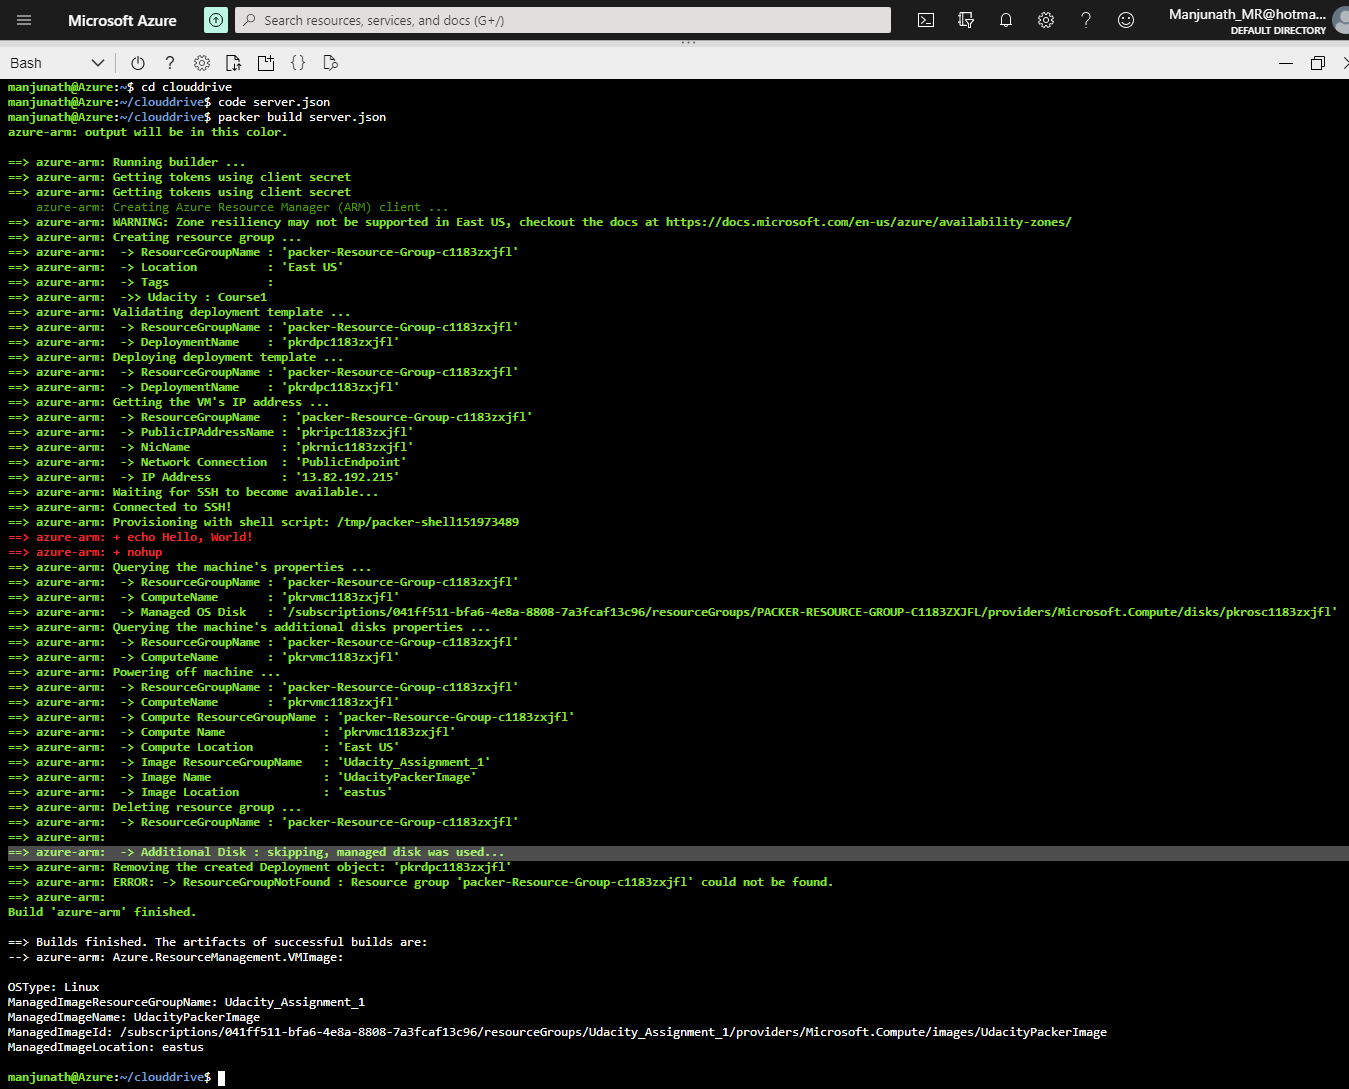 Microsoft Azure
Search resources, services, and docs (G+/)
Manjunath_MR@hotma...
DEFAULT DIRECTORY
Bash
manjunath@Azure:~$ cd clouddrive
manjunath@Azure:~/clouddrive$ code server.json
manjunath@Azure:~/clouddrive$ packer build server.json
azure-arm: output will be in this color.
==> azure-arm: Running builder ...
==> azure-arm: Getting tokens using client secret
==> azure-arm: Getting tokens using client secret
azure-arm: Creating Azure Resource Manager (ARM) client ...
==> azure-arm: WARNING: Zone resiliency may not be supported in East US, checkout the docs at https://docs.microsoft.com/en-us/azure/availability-zones/
==> azure-arm: Creating resource group ...
==> azure-arm:  -> ResourceGroupName : 'packer-Resource-Group-c1183zxjfl'
==> azure-arm:  -> Location          : 'East US'
==> azure-arm:  -> Tags              :
==> azure-arm:  ->> Udacity : Course1
==> azure-arm: Validating deployment template ...
==> azure-arm:  -> ResourceGroupName : 'packer-Resource-Group-c1183zxjfl'
==> azure-arm:  -> DeploymentName    : 'pkrdpc1183zxjfl'
==> azure-arm: Deploying deployment template ...
==> azure-arm:  -> ResourceGroupName : 'packer-Resource-Group-c1183zxjfl'
==> azure-arm:  -> DeploymentName    : 'pkrdpc1183zxjfl'
==> azure-arm: Getting the VM's IP address ...
==> azure-arm:  -> ResourceGroupName   : 'packer-Resource-Group-c1183zxjfl'
==> azure-arm:  -> PublicIPAddressName : 'pkripc1183zxjfl'
==> azure-arm:  -> NicName             : 'pkrnic1183zxjfl'
==> azure-arm:  -> Network Connection  : 'PublicEndpoint'
==> azure-arm:  -> IP Address          : '13.82.192.215'
==> azure-arm: Waiting for SSH to become available...
==> azure-arm: Connected to SSH!
==> azure-arm: Provisioning with shell script: /tmp/packer-shell151973489
==> azure-arm: + echo Hello, World!
==> azure-arm: + nohup
==> azure-arm: Querying the machine's properties ...
==> azure-arm:  -> ResourceGroupName : 'packer-Resource-Group-c1183zxjfl'
==> azure-arm:  -> ComputeName       : 'pkrvmc1183zxjfl'
==> azure-arm:  -> Managed OS Disk   : '/subscriptions/041ff511-bfa6-4e8a-8808-7a3fcaf13c96/resourceGroups/PACKER-RESOURCE-GROUP-C1183ZXJFL/providers/Microsoft.Compute/disks/pkrosc1183zxjfl'
==> azure-arm: Querying the machine's additional disks properties ...
==> azure-arm:  -> ResourceGroupName : 'packer-Resource-Group-c1183zxjfl'
==> azure-arm:  -> ComputeName       : 'pkrvmc1183zxjfl'
==> azure-arm: Powering off machine ...
==> azure-arm:  -> ResourceGroupName : 'packer-Resource-Group-c1183zxjfl'
==> azure-arm:  -> ComputeName       : 'pkrvmc1183zxjfl'
==> azure-arm:  -> Compute ResourceGroupName : 'packer-Resource-Group-c1183zxjfl'
==> azure-arm:  -> Compute Name              : 'pkrvmc1183zxjfl'
==> azure-arm:  -> Compute Location          : 'East US'
==> azure-arm:  -> Image ResourceGroupName   : 'Udacity_Assignment_1'
==> azure-arm:  -> Image Name                : 'UdacityPackerImage'
==> azure-arm:  -> Image Location            : 'eastus'
==> azure-arm: Deleting resource group ...
==> azure-arm:  -> ResourceGroupName : 'packer-Resource-Group-c1183zxjfl'
==> azure-arm:
==> azure-arm:  -> Additional Disk : skipping, managed disk was used...
==> azure-arm: Removing the created Deployment object: 'pkrdpc1183zxjfl'
==> azure-arm: ERROR: -> ResourceGroupNotFound : Resource group 'packer-Resource-Group-c1183zxjfl' could not be found.
==> azure-arm:
Build 'azure-arm' finished.
==> Builds finished. The artifacts of successful builds are:
--> azure-arm: Azure.ResourceManagement.VMImage:
OSType: Linux
ManagedImageResourceGroupName: Udacity_Assignment_1
ManagedImageName: UdacityPackerImage
ManagedImageId: /subscriptions/041ff511-bfa6-4e8a-8808-7a3fcaf13c96/resourceGroups/Udacity_Assignment_1/providers/Microsoft.Compute/images/UdacityPackerImage
ManagedImageLocation: eastus
manjunath@Azure:~/clouddrive$